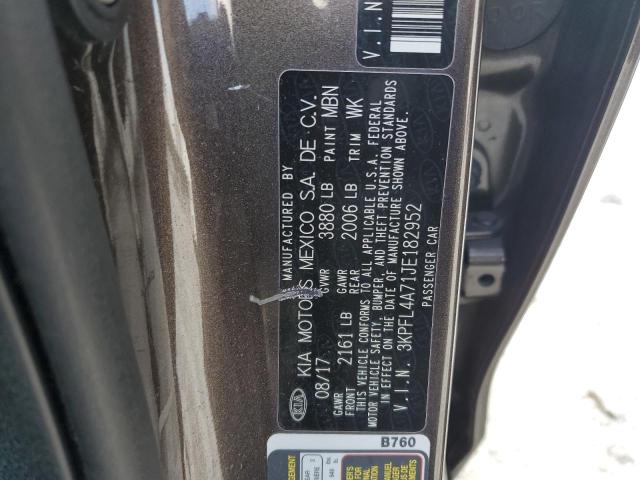 V.I.N
MANUFACTURED BY
KIA MOTORS MEXICO S.A. DE C.V.
08/17 GVWR 3880 LB PAINT MBN
GAWR FRONT 2161 LB GAWR REAR 2006 LB TRIM WK
THIS VEHICLE CONFORMS TO ALL APPLICABLE U.S.A. FEDERAL
MOTOR VEHICLE SAFETY, BUMPER, AND THEFT PREVENTION STANDARDS
IN EFFECT ON THE DATE OF MANUFACTURE SHOWN ABOVE.
V.I.N. 3KPFL4A71JE182952
PASSENGER CAR
KIA
B760